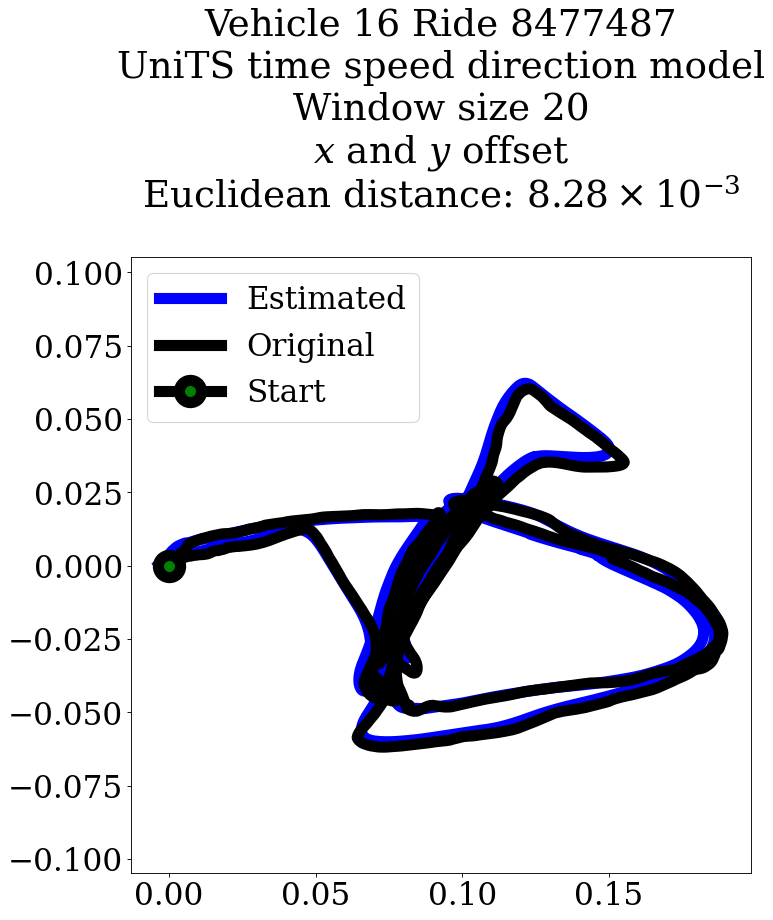 Vehicle 16 Ride 8477487
UniTS time speed direction model
Window size 20
x and y offset
Euclidean distance: 8.28 × 10⁻³
0.100
0.075
0.050
0.025
0.000
−0.025
−0.050
−0.075
−0.100
Estimated
Original
Start
0.00 0.05 0.10 0.15